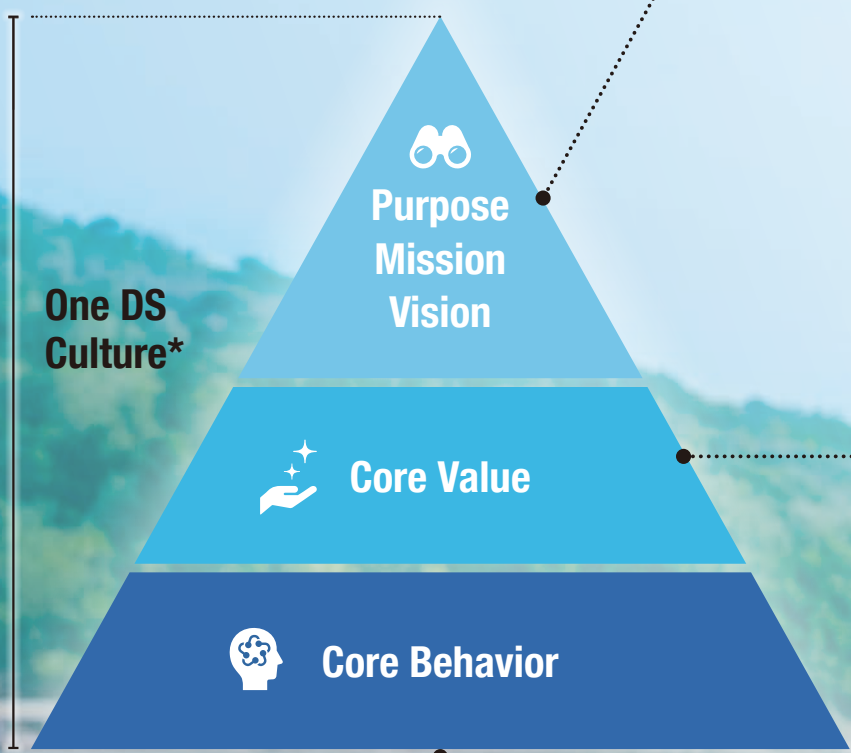 Purpose
Mission
Vision
One DS
Culture*
Core Value
Core Behavior